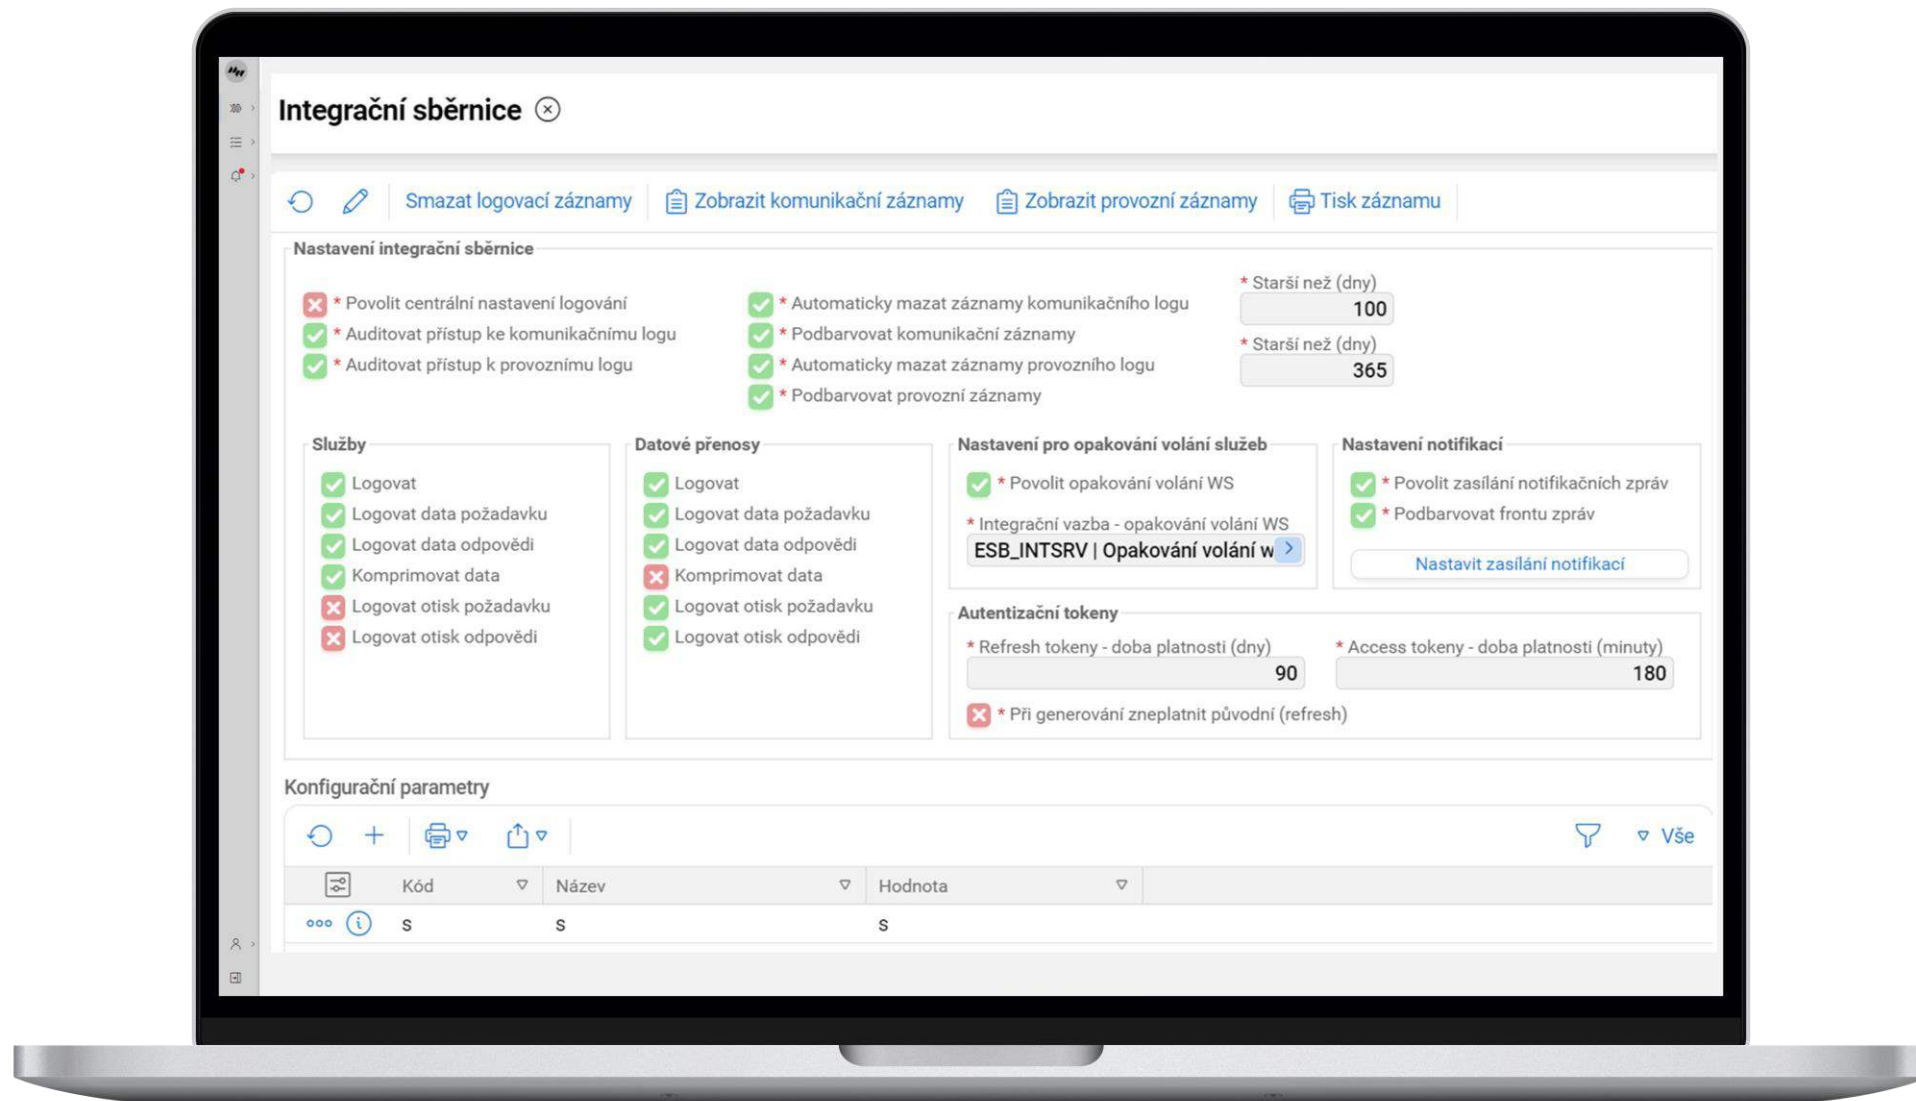 Integrační sběrnice
Smazat logovací záznamy
Zobrazit komunikační záznamy
Zobrazit provozní záznamy
Tisk záznamu
Nastavení integrační sběrnice
* Povolit centrální nastavení logování
* Auditovat přístup ke komunikačnímu logu
* Auditovat přístup k provoznímu logu
* Automaticky mazat záznamy komunikačního logu
* Podbarvovat komunikační záznamy
* Automaticky mazat záznamy provozního logu
* Podbarvovat provozní záznamy
* Starší než (dny)
100
* Starší než (dny)
365
Služby
Logovat
Logovat data požadavku
Logovat data odpovědi
Komprimovat data
Logovat otisk požadavku
Logovat otisk odpovědi
Datové přenosy
Logovat
Logovat data požadavku
Logovat data odpovědi
Komprimovat data
Logovat otisk požadavku
Logovat otisk odpovědi
Nastavení pro opakování volání služeb
* Povolit opakování volání WS
* Integrační vazba - opakování volání WS
ESB_INTSRV | Opakování volání w
Nastavení notifikací
* Povolit zasílání notifikačních zpráv
* Podbarvovat frontu zpráv
Nastavit zasílání notifikací
Autentizační tokeny
* Refresh tokeny - doba platnosti (dny)
90
* Access tokeny - doba platnosti (minuty)
180
* Při generování zneplatnit původní (refresh)
Konfigurační parametry
Vše
Kód Název Hodnota
s s s